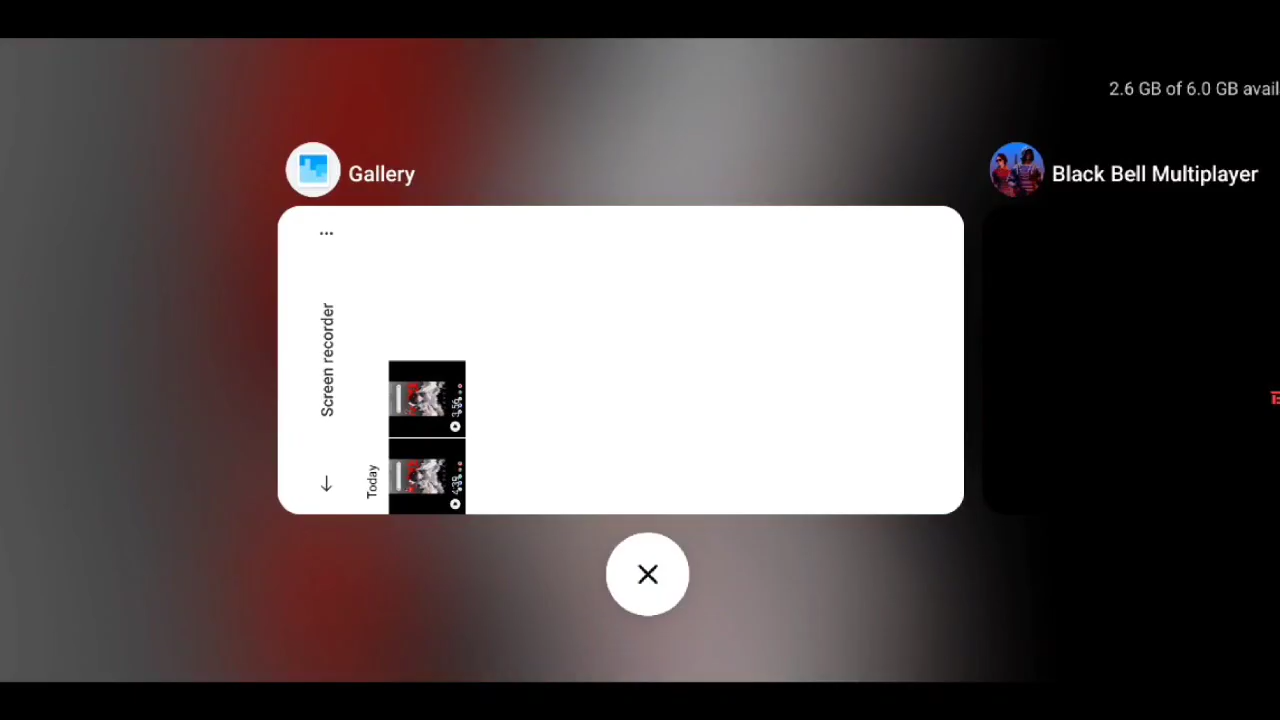 2.6 GB of 6.0 GB avail
Gallery
Black Bell Multiplayer
Screen recorder
Today